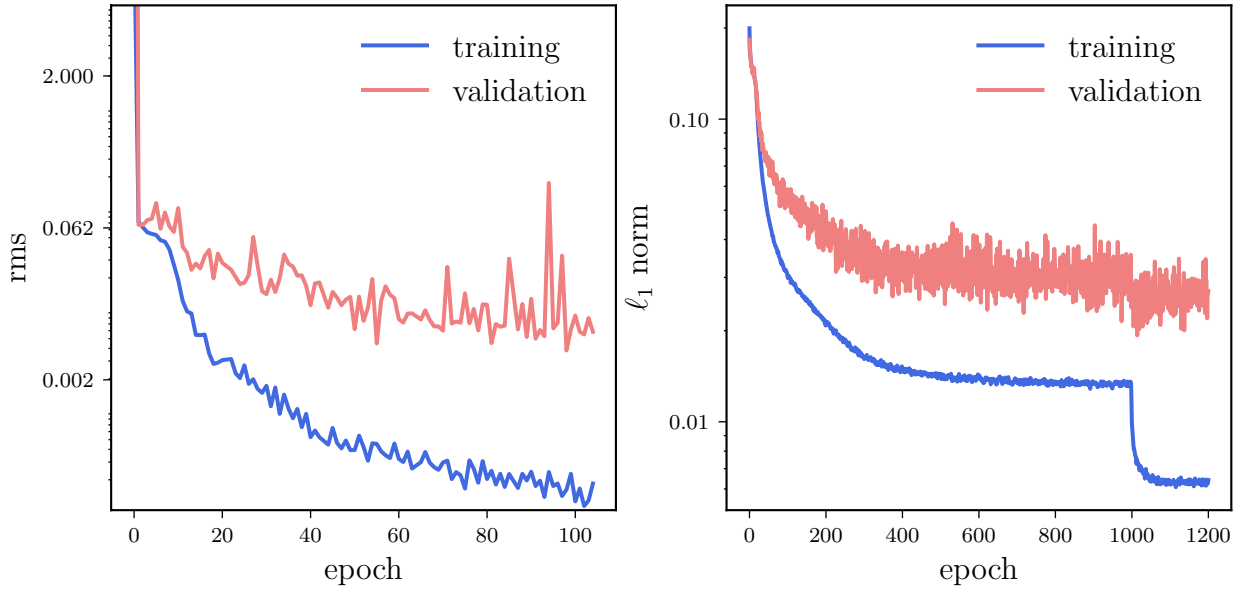 training
validation
2.000
0.062
0.002
rms
0 20 40 60 80 100
epoch
training
validation
0.10
0.01
ℓ₁ norm
0 200 400 600 800 1000 1200
epoch